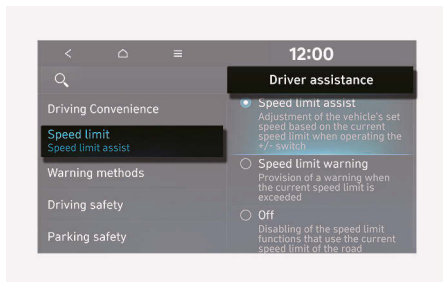 12:00
Driver assistance
Driving Convenience
Speed limit
Speed limit assist
Warning methods
Driving safety
Parking safety
Speed limit assist
Adjustment of the vehicle's set
speed based on the current
speed limit when operating the
+/- switch
Speed limit warning
Provision of a warning when
the current speed limit is
exceeded
Off
Disabling of the speed limit
functions that use the current
speed limit of the road